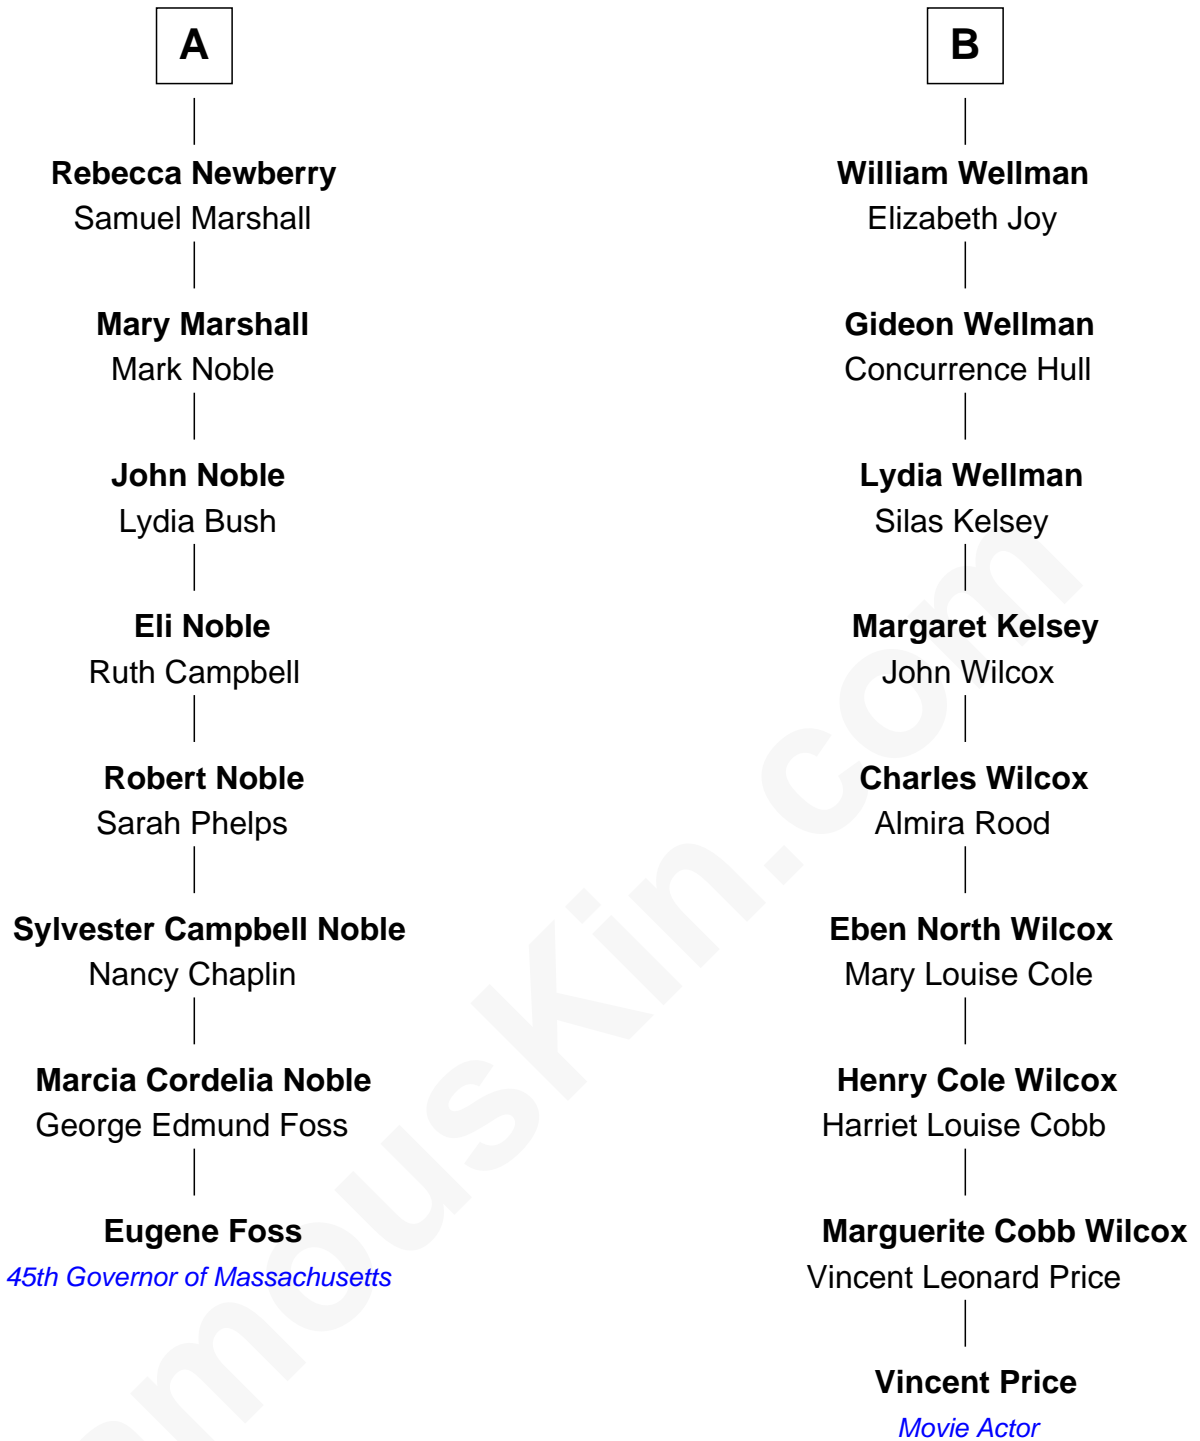 A
Rebecca Newberry
Samuel Marshall
Mary Marshall
Mark Noble
John Noble
Lydia Bush
Eli Noble
Ruth Campbell
Robert Noble
Sarah Phelps
Sylvester Campbell Noble
Nancy Chaplin
Marcia Cordelia Noble
George Edmund Foss
Eugene Foss
45th Governor of Massachusetts
B
William Wellman
Elizabeth Joy
Gideon Wellman
Concurrence Hull
Lydia Wellman
Silas Kelsey
Margaret Kelsey
John Wilcox
Charles Wilcox
Almira Rood
Eben North Wilcox
Mary Louise Cole
Henry Cole Wilcox
Harriet Louise Cobb
Marguerite Cobb Wilcox
Vincent Leonard Price
Vincent Price
Movie Actor
amousKin.com